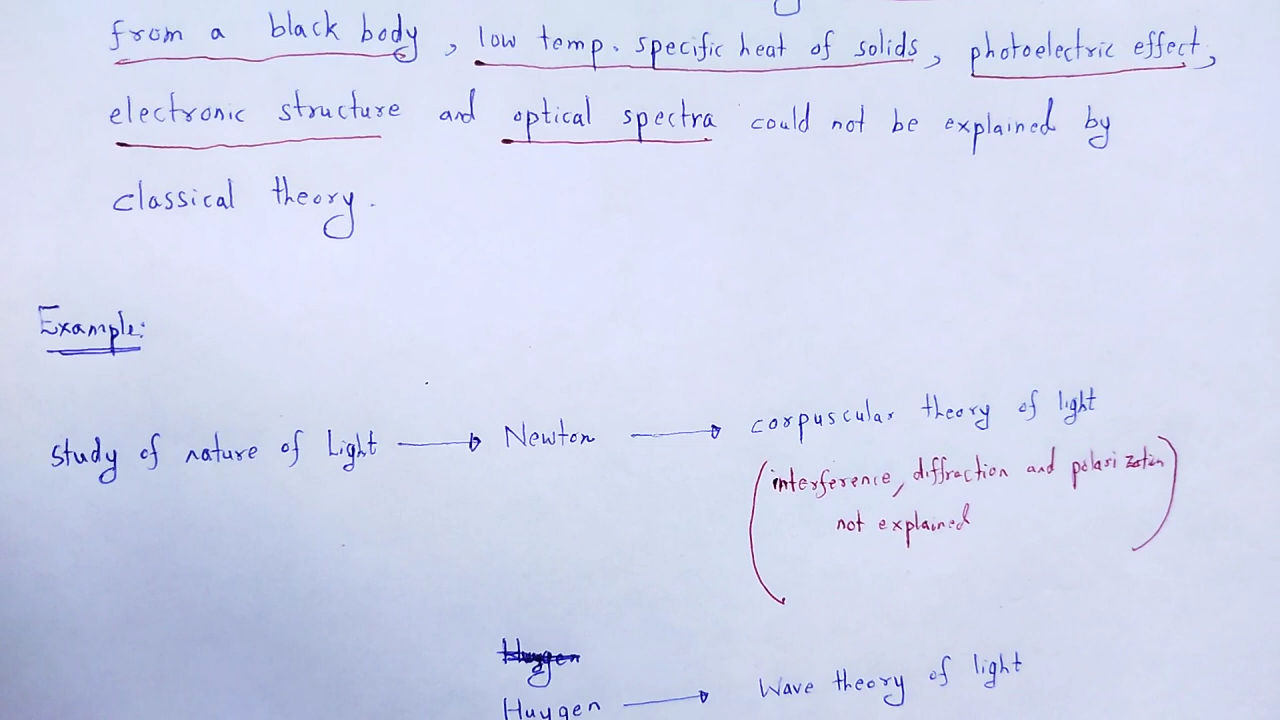 from a black body, low temp. specific heat of solids, photoelectric effect,
electronic structure and optical spectra could not be explained by
classical theory.
Example:
Study of nature of Light → Newton → corpuscular theory of light
(interference, diffraction and polarization
not explained)
Huygen
Huygen → Wave theory of light